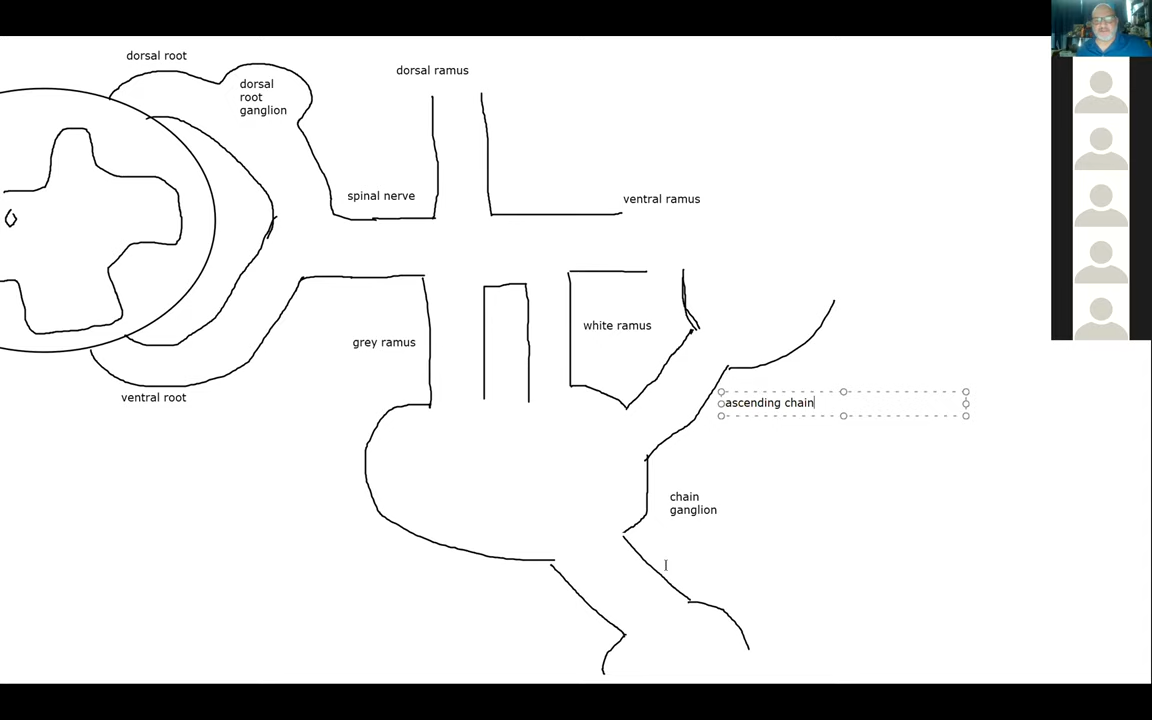 dorsal root
dorsal
root
ganglion
dorsal ramus
spinal nerve
ventral ramus
white ramus
grey ramus
ventral root
ascending chain
chain
ganglion